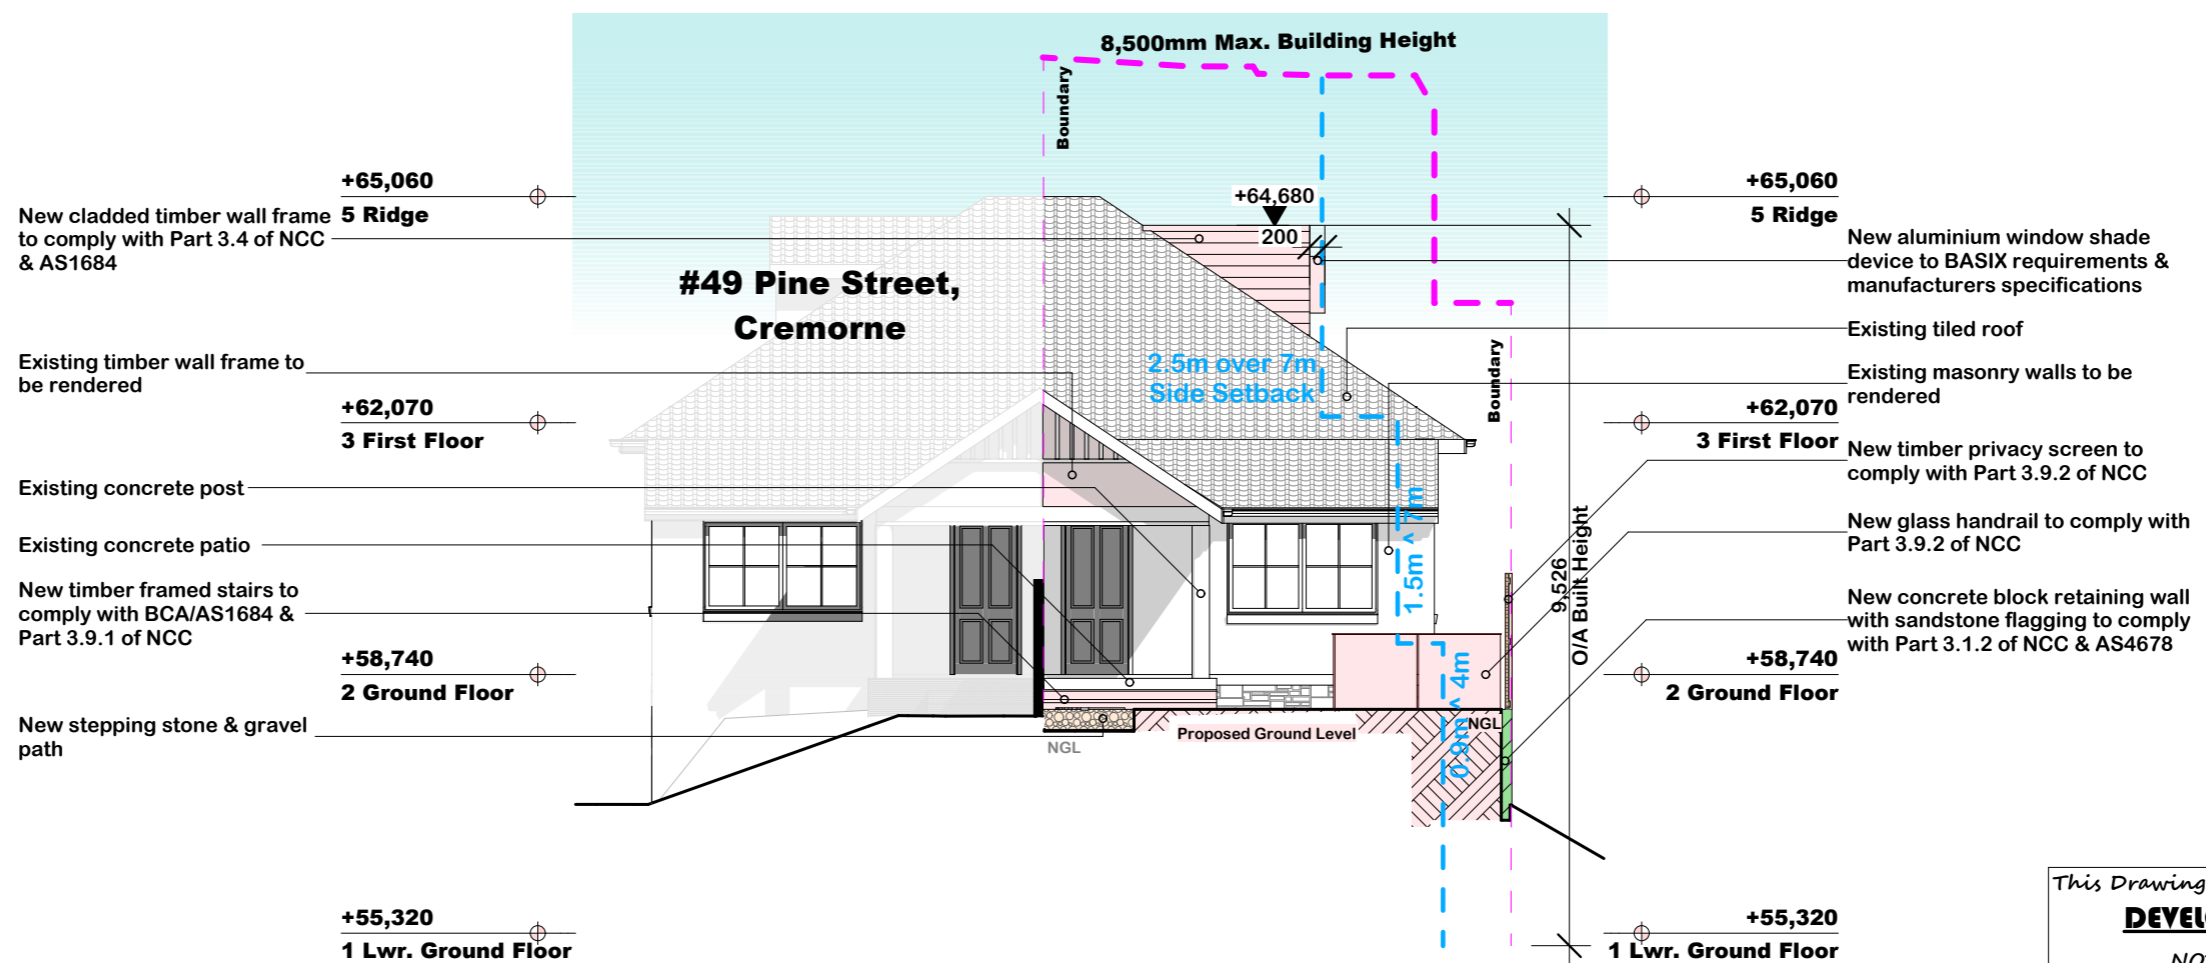 8,500mm Max. Building Height
Boundary
+65,060
5 Ridge
New cladded timber wall frame
to comply with Part 3.4 of NCC
& AS1684
#49 Pine Street,
Cremorne
Existing timber wall frame to
be rendered
+62,070
3 First Floor
Existing concrete post
Existing concrete patio
New timber framed stairs to
comply with BCA/AS1684 &
Part 3.9.1 of NCC
+58,740
2 Ground Floor
New stepping stone & gravel
path
+55,320
1 Lwr. Ground Floor
+64,680
200
2.5m over 7m
Side Setback
1.5m ^ 7m
0.9m ^ 4m
NGL
Proposed Ground Level
NGL
Boundary
9,526
O/A Built Height
+65,060
5 Ridge
New aluminium window shade
device to BASIX requirements &
manufacturers specifications
Existing tiled roof
Existing masonry walls to be
rendered
+62,070
3 First Floor
New timber privacy screen to
comply with Part 3.9.2 of NCC
New glass handrail to comply with
Part 3.9.2 of NCC
New concrete block retaining wall
with sandstone flagging to comply
with Part 3.1.2 of NCC & AS4678
+58,740
2 Ground Floor
+55,320
1 Lwr. Ground Floor
This Drawing